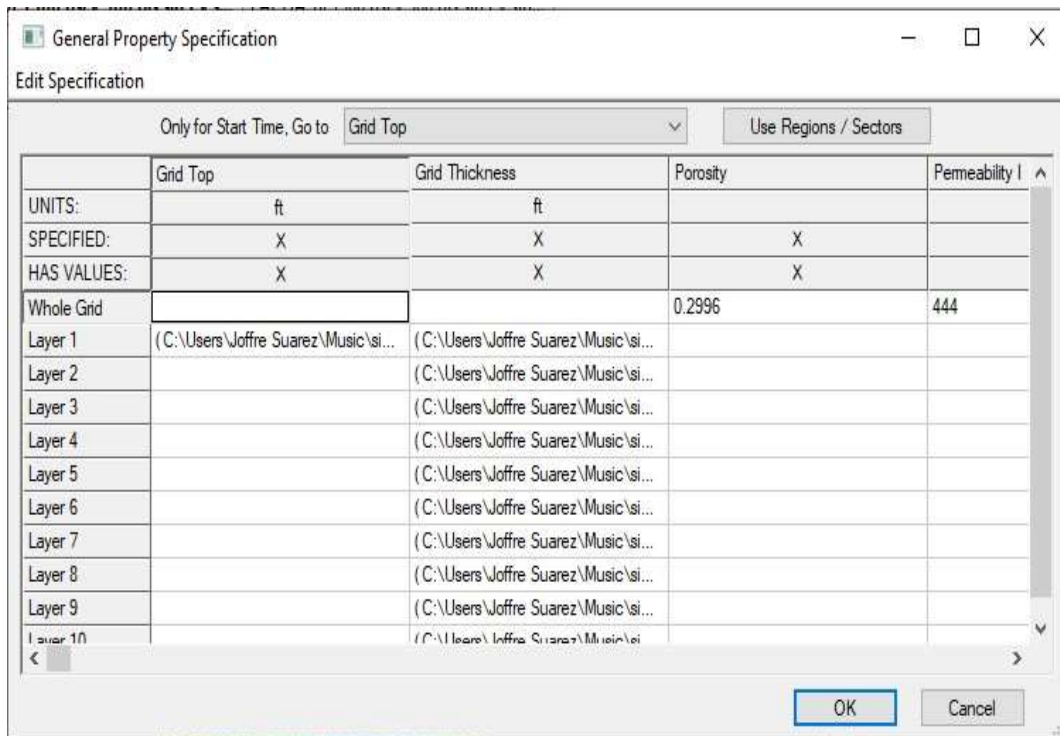 General Property Specification
Edit Specification
Only for Start Time, Go to Grid Top Use Regions / Sectors
Grid Top Grid Thickness Porosity Permeability I
UNITS: ft ft
SPECIFIED: X X X
HAS VALUES: X X X
Whole Grid 0.2996 444
Layer 1 (C:\Users\Joffre Suarez\Music\si... (C:\Users\Joffre Suarez\Music\si...
Layer 2 (C:\Users\Joffre Suarez\Music\si...
Layer 3 (C:\Users\Joffre Suarez\Music\si...
Layer 4 (C:\Users\Joffre Suarez\Music\si...
Layer 5 (C:\Users\Joffre Suarez\Music\si...
Layer 6 (C:\Users\Joffre Suarez\Music\si...
Layer 7 (C:\Users\Joffre Suarez\Music\si...
Layer 8 (C:\Users\Joffre Suarez\Music\si...
Layer 9 (C:\Users\Joffre Suarez\Music\si...
Layer 10 (C:\Users\Joffre Suarez\Music\si...
OK Cancel